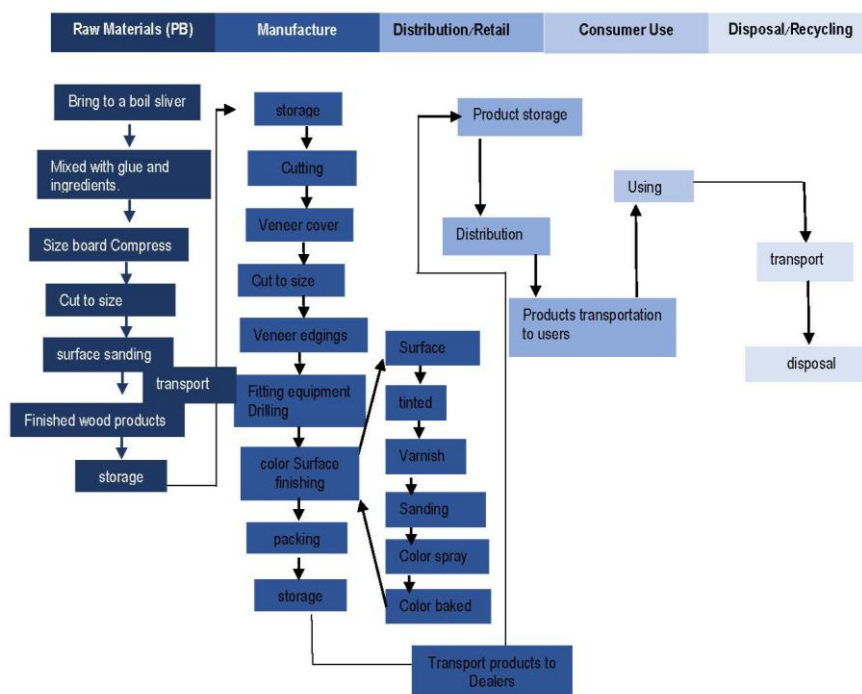 Raw Materials (PB)
Manufacture
Distribution/Retail
Consumer Use
Disposal/Recycling
Bring to a boil sliver
Mixed with glue and
ingredients.
Size board Compress
Cut to size
surface sanding
transport
Finished wood products
storage
storage
Cutting
Veneer cover
Cut to size
Veneer edgings
Fitting equipment
Drilling
color Surface
finishing
packing
storage
Surface
tinted
Varnish
Sanding
Color spray
Color baked
Transport products to
Dealers
Product storage
Distribution
Products transportation
to users
Using
transport
disposal